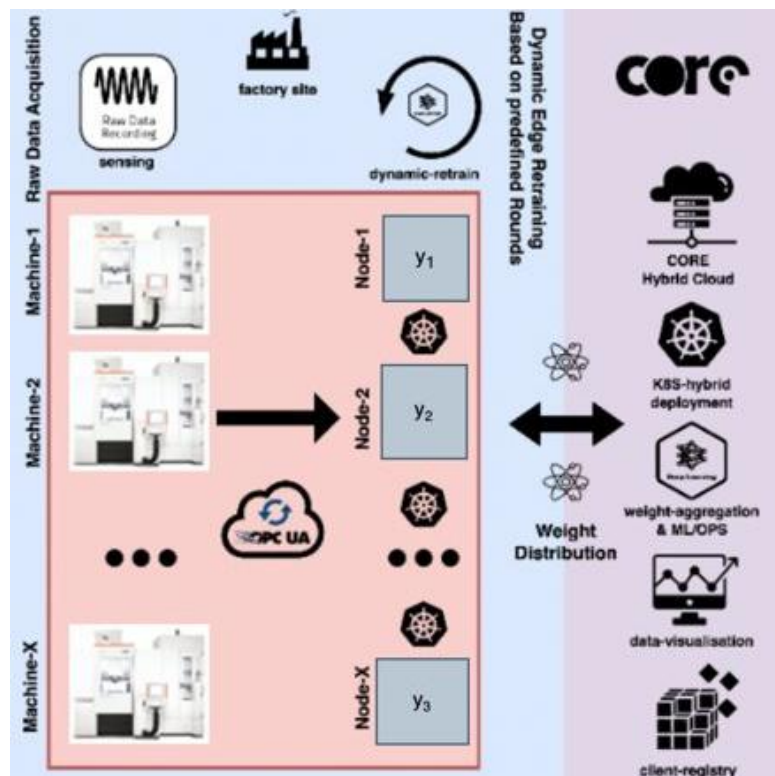 Raw Data Acquisition
Raw Data
Recording
sensing
factory site
dynamic-retrain
Dynamic Edge Retraining
Based on predefined Rounds
core
Machine-1
Node-1
y1
Machine-2
Node-2
y2
OPC UA
Machine-X
Node-X
y3
Weight
Distribution
CORE
Hybrid Cloud
K8S-hybrid
deployment
weight-aggregation
& ML/OPS
data-visualisation
client-registry